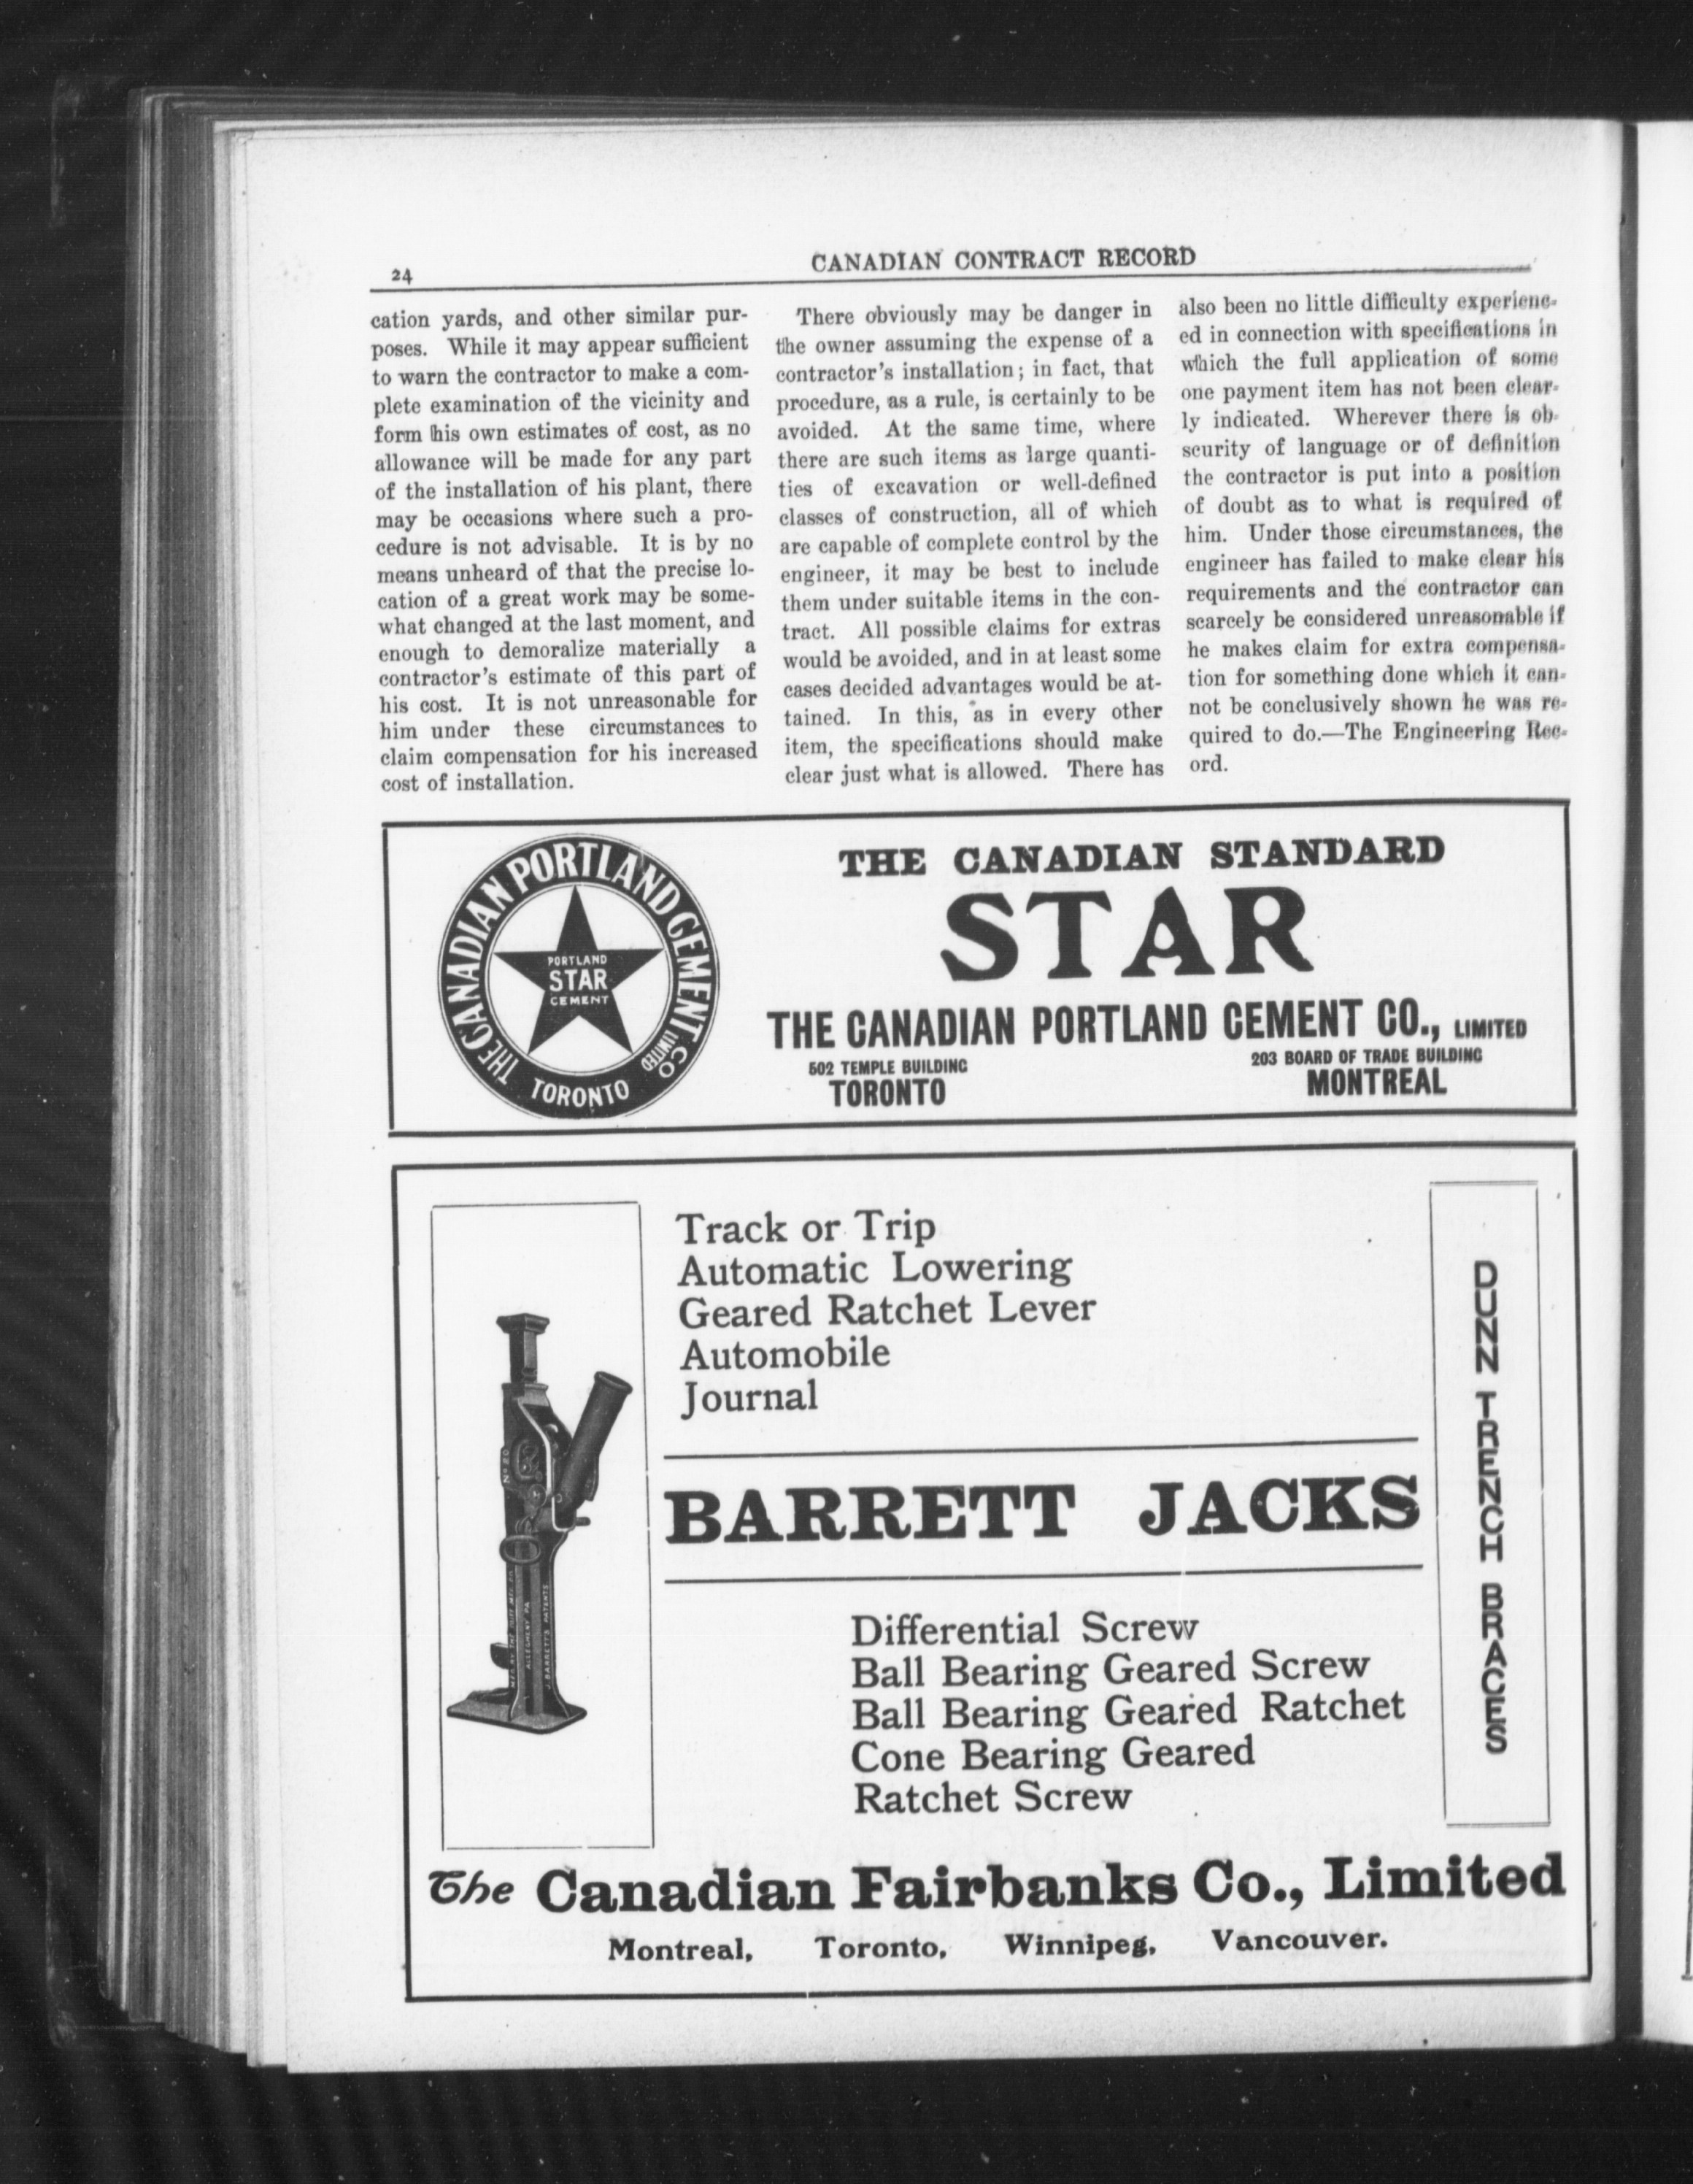 24
CANADIAN CONTRACT RECORD
cation yards, and other similar pur-
poses. While it may appear sufficient
to warn the contractor to make a com-
plete examination of the vicinity and
form his own estimates of cost, as no
allowance will be made for any part
of the installation of his plant, there
may be occasions where such a pro-
cedure is not advisable. It is by no
means unheard of that the precise lo-
cation of a great work may be some-
what changed at the last moment, and
enough to demoralize materially a
contractor's estimate of this part of
his cost. It is not unreasonable for
him under these circumstances to
claim compensation for his increased
cost of installation.
There obviously may be danger in
the owner assuming the expense of a
contractor's installation; in fact, that
procedure, as a rule, is certainly to be
avoided. At the same time, where
there are such items as large quanti-
ties of excavation or well-defined
classes of construction, all of which
are capable of complete control by the
engineer, it may be best to include
them under suitable items in the con-
tract. All possible claims for extras
would be avoided, and in at least some
cases decided advantages would be at-
tained. In this, as in every other
item, the specifications should make
clear just what is allowed. There has
also been no little difficulty experienc-
ed in connection with specifications in
which the full application of some
one payment item has not been clear-
ly indicated. Wherever there is ob-
scurity of language or of definition
the contractor is put into a position
of doubt as to what is required of
him. Under those circumstances, the
engineer has failed to make clear his
requirements and the contractor can
scarcely be considered unreasonable if
he makes claim for extra compensa-
tion for something done which it can-
not be conclusively shown he was re-
quired to do.—The Engineering Rec-
ord.
THE CANADIAN PORTLAND CEMENT CO LIMITED
TORONTO
PORTLAND
STAR
CEMENT
THE CANADIAN STANDARD
STAR
THE CANADIAN PORTLAND CEMENT CO., LIMITED
502 TEMPLE BUILDING
TORONTO
203 BOARD OF TRADE BUILDING
MONTREAL
Track or Trip
Automatic Lowering
Geared Ratchet Lever
Automobile
Journal
BARRETT JACKS
Differential Screw
Ball Bearing Geared Screw
Ball Bearing Geared Ratchet
Cone Bearing Geared
Ratchet Screw
No 20
ALLEGHENY PA
J. BARRETT'S PATENTS
DUNN TRENCH BRACES
The Canadian Fairbanks Co., Limited
Montreal, Toronto, Winnipeg, Vancouver.